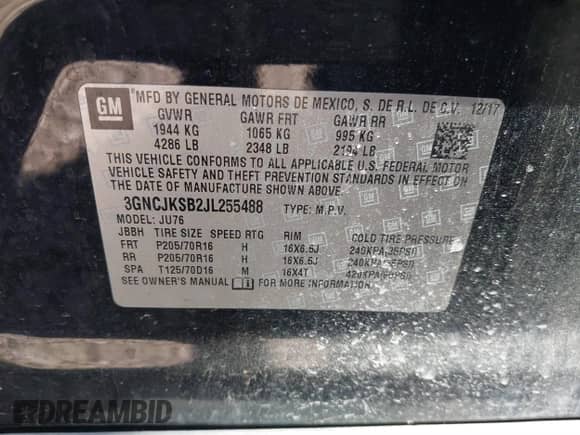 GM
MFD BY GENERAL MOTORS DE MEXICO, S. DE R.L. DE C.V. 12/17
GVWR GAWR FRT GAWR RR
1944 KG 1065 KG 995 KG
4286 LB 2348 LB 2194 LB
THIS VEHICLE CONFORMS TO ALL APPLICABLE U.S. FEDERAL MOTOR
VEHICLE SAFETY AND THEFT PREVENTION STANDARDS IN EFFECT ON
THE DATE OF MANUFACTURE SHOWN ABOVE.
3GNCJKSB2JL255488 TYPE: M.P.V.
MODEL: JU76
JBBH TIRE SIZE SPEED RTG RIM COLD TIRE PRESSURE
FRT P205/70R16 H 16X6.5J 240KPA(35PSI)
RR P205/70R16 H 16X6.5J 240KPA(35PSI)
SPA T125/70D16 M 16X4T 420KPA(60PSI)
SEE OWNER'S MANUAL FOR MORE INFORMATION
DREAMBID